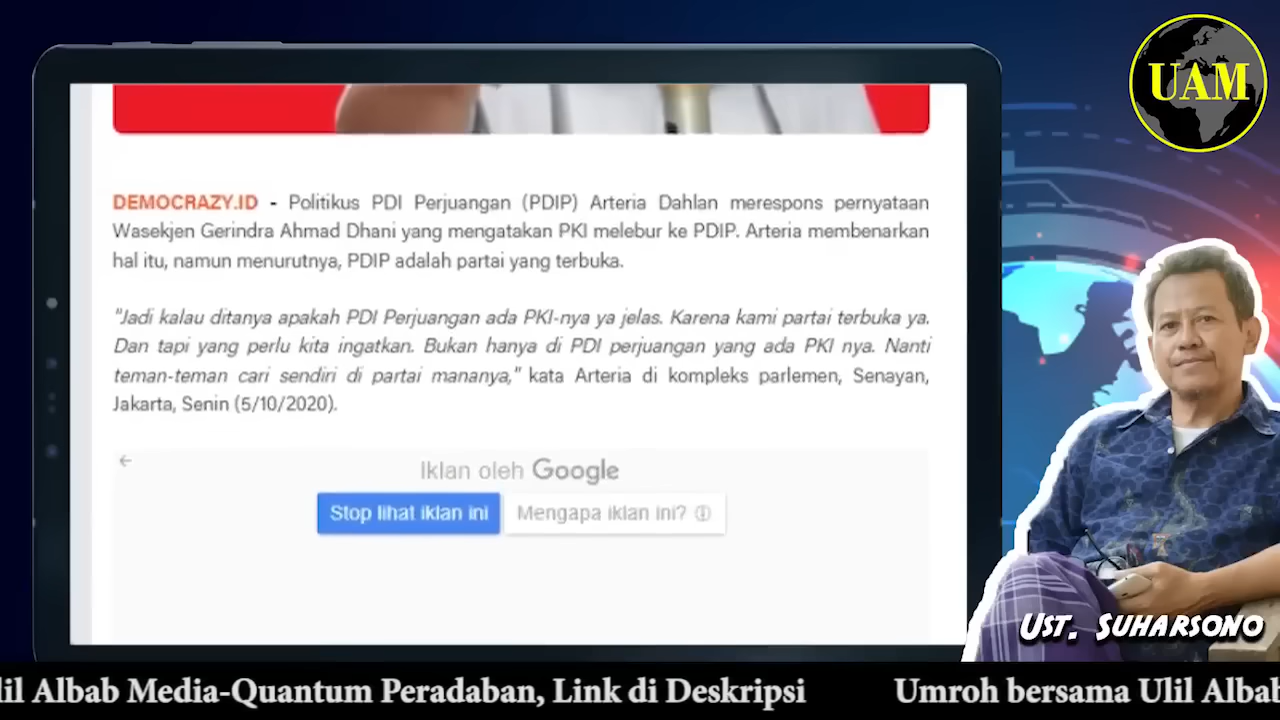 UAM
DEMOCRAZY.ID - Politikus PDI Perjuangan (PDIP) Arteria Dahlan merespons pernyataan
Wasekjen Gerindra Ahmad Dhani yang mengatakan PKI melebur ke PDIP. Arteria membenarkan
hal itu, namun menurutnya, PDIP adalah partai yang terbuka.
"Jadi kalau ditanya apakah PDI Perjuangan ada PKI-nya ya jelas. Karena kami partai terbuka ya.
Dan tapi yang perlu kita ingatkan. Bukan hanya di PDI perjuangan yang ada PKI nya. Nanti
teman-teman cari sendiri di partai mananya," kata Arteria di kompleks parlemen, Senayan,
Jakarta, Senin (5/10/2020).
Iklan oleh Google
Stop lihat iklan ini
Mengapa iklan ini?
UST. SUHARSONO
lil Albab Media-Quantum Peradaban, Link di Deskripsi Umroh bersama Ulil Albab